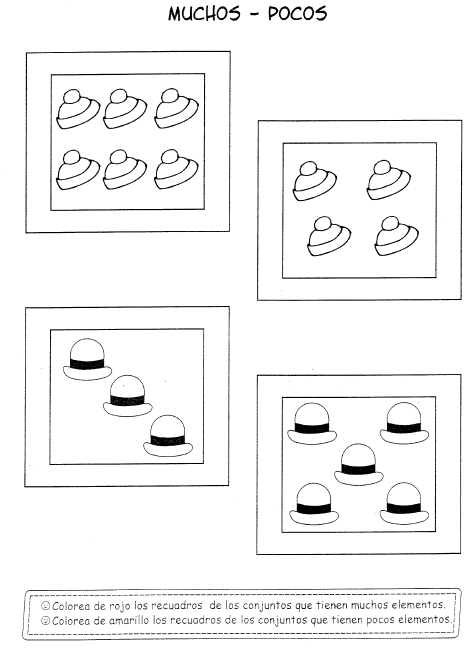 MUCHOS - POCOS
Colorea de rojo los recuadros de los conjuntos que tienen muchos elementos.
Colorea de amarillo los recuadros de los conjuntos que tienen pocos elementos.